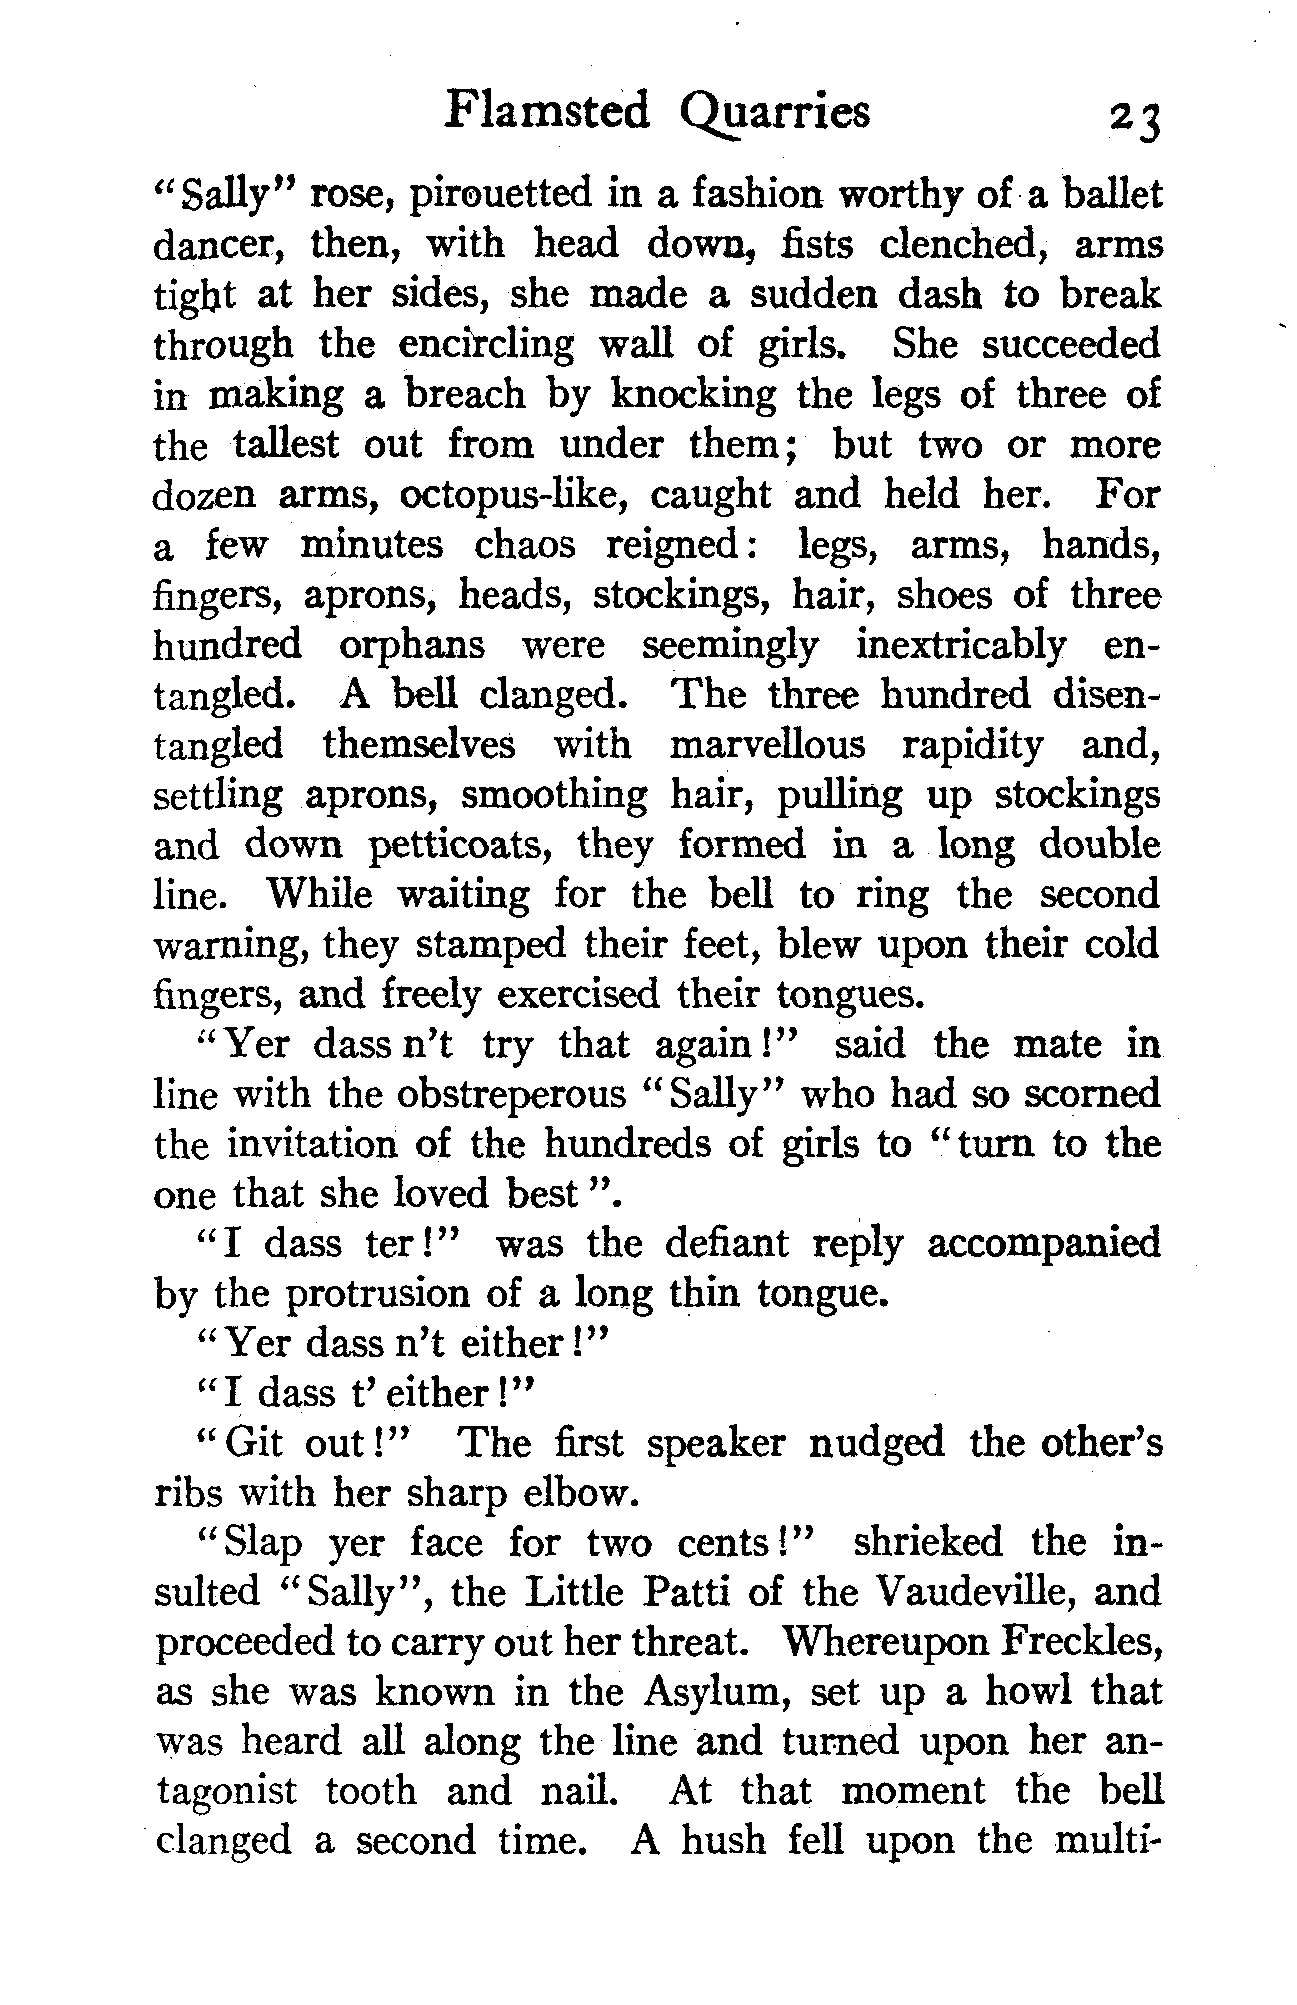 Flamsted Quarries 23
"Sally" rose, pirouetted in a fashion worthy of a ballet
dancer, then, with head down, fists clenched, arms
tight at her sides, she made a sudden dash to break
through the encircling wall of girls. She succeeded
in making a breach by knocking the legs of three of
the tallest out from under them; but two or more
dozen arms, octopus-like, caught and held her. For
a few minutes chaos reigned: legs, arms, hands,
fingers, aprons, heads, stockings, hair, shoes of three
hundred orphans were seemingly inextricably en-
tangled. A bell clanged. The three hundred disen-
tangled themselves with marvellous rapidity and,
settling aprons, smoothing hair, pulling up stockings
and down petticoats, they formed in a long double
line. While waiting for the bell to ring the second
warning, they stamped their feet, blew upon their cold
fingers, and freely exercised their tongues.
"Yer dass n't try that again!" said the mate in
line with the obstreperous "Sally" who had so scorned
the invitation of the hundreds of girls to "turn to the
one that she loved best".
"I dass ter!" was the defiant reply accompanied
by the protrusion of a long thin tongue.
"Yer dass n't either!"
"I dass t' either!"
"Git out!" The first speaker nudged the other's
ribs with her sharp elbow.
"Slap yer face for two cents!" shrieked the in-
sulted "Sally", the Little Patti of the Vaudeville, and
proceeded to carry out her threat. Whereupon Freckles,
as she was known in the Asylum, set up a howl that
was heard all along the line and turned upon her an-
tagonist tooth and nail. At that moment the bell
clanged a second time. A hush fell upon the multi-